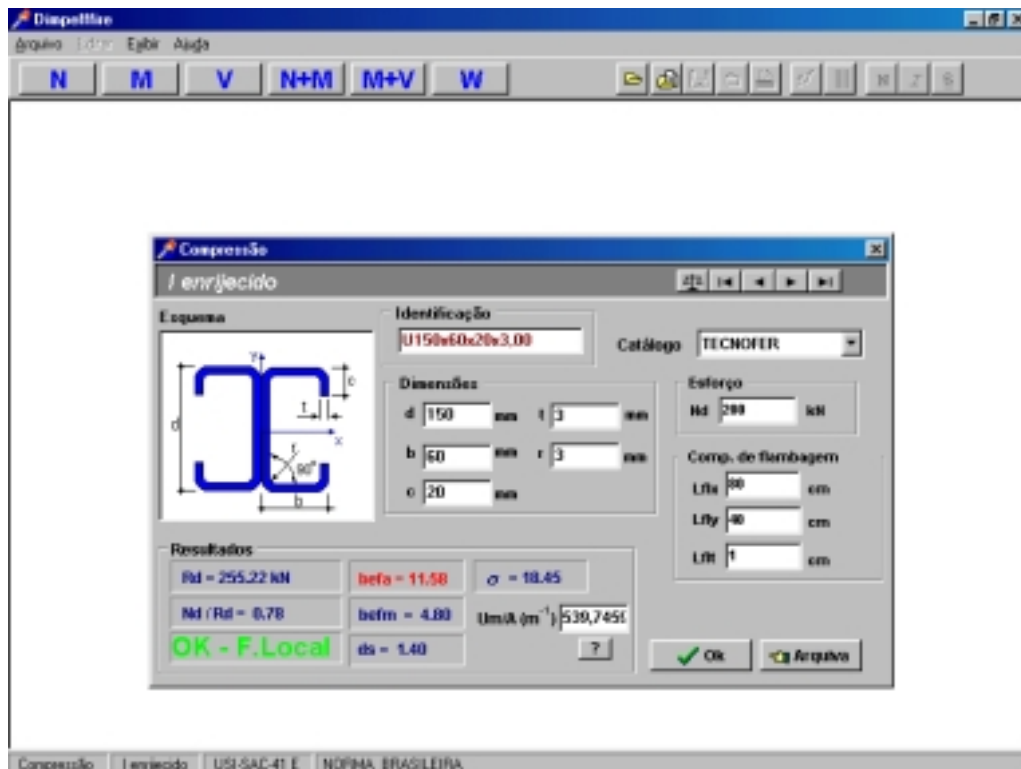 Dimpelfire
Arquivo Editar Exibir Ajuda
N M V N+M M+V W
N I S
Compressão
I enrijecido
Esquema
Identificação
U150x60x20x3,00
Catálogo TECNOFER
Dimensões
d 150 mm t 3 mm
b 60 mm r 3 mm
c 20 mm
Esforço
Nd 200 kN
Comp. de flambagem
Lflx 80 cm
Lfly 40 cm
Lflt 1 cm
y
d
t
c
x
r
90°
b
Resultados
Rd = 255.22 kN befa = 11.58 σ = 18.45
Nd / Rd = 0.78 befm = 4.80 Um/A (m⁻¹) 539,7459
OK - F.Local ds = 1.40 ?
Ok Arquiva
Compressão I enrijecido USI-SAC-41 E NORMA BRASILEIRA